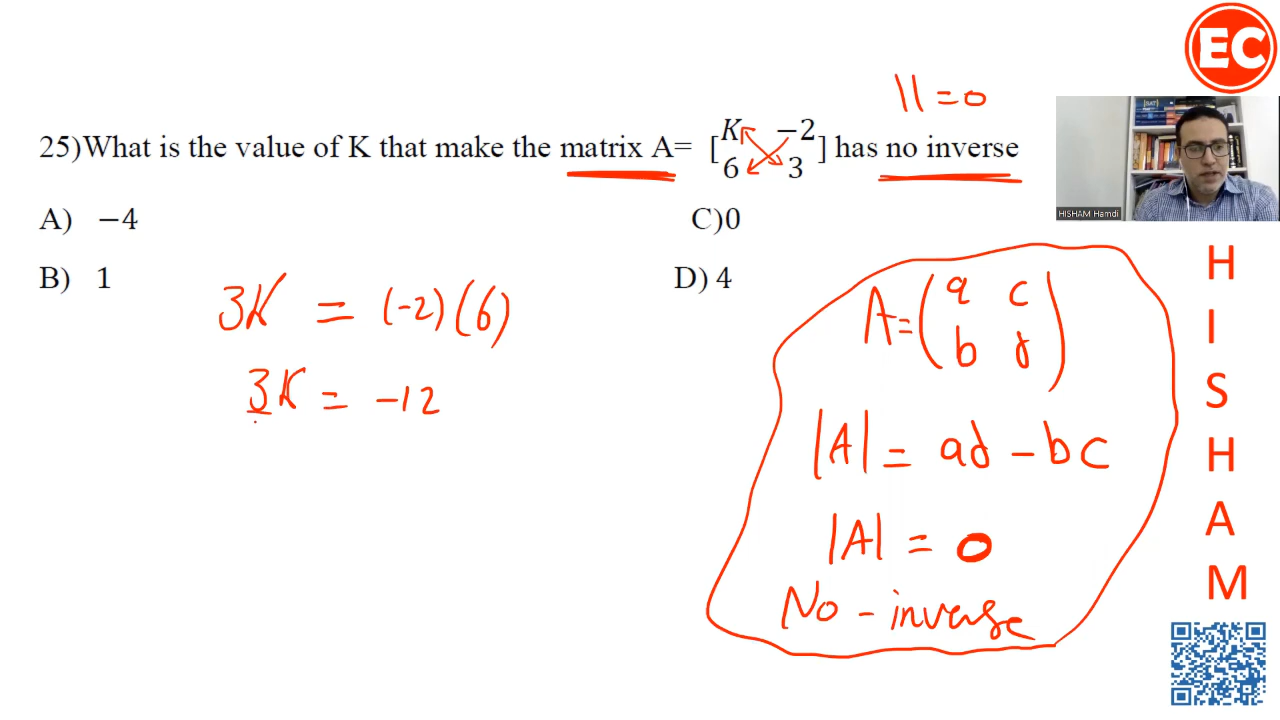 EC
|| = 0
25)What is the value of K that make the matrix A= [K −2
6 3] has no inverse
HISHAM Hamdi
A) −4
C)0
B) 1
D) 4
3K = (-2)(6)
3K = -12
A = (a c
b d)
|A| = ad - bc
|A| = 0
No - inverse
H
I
S
H
A
M